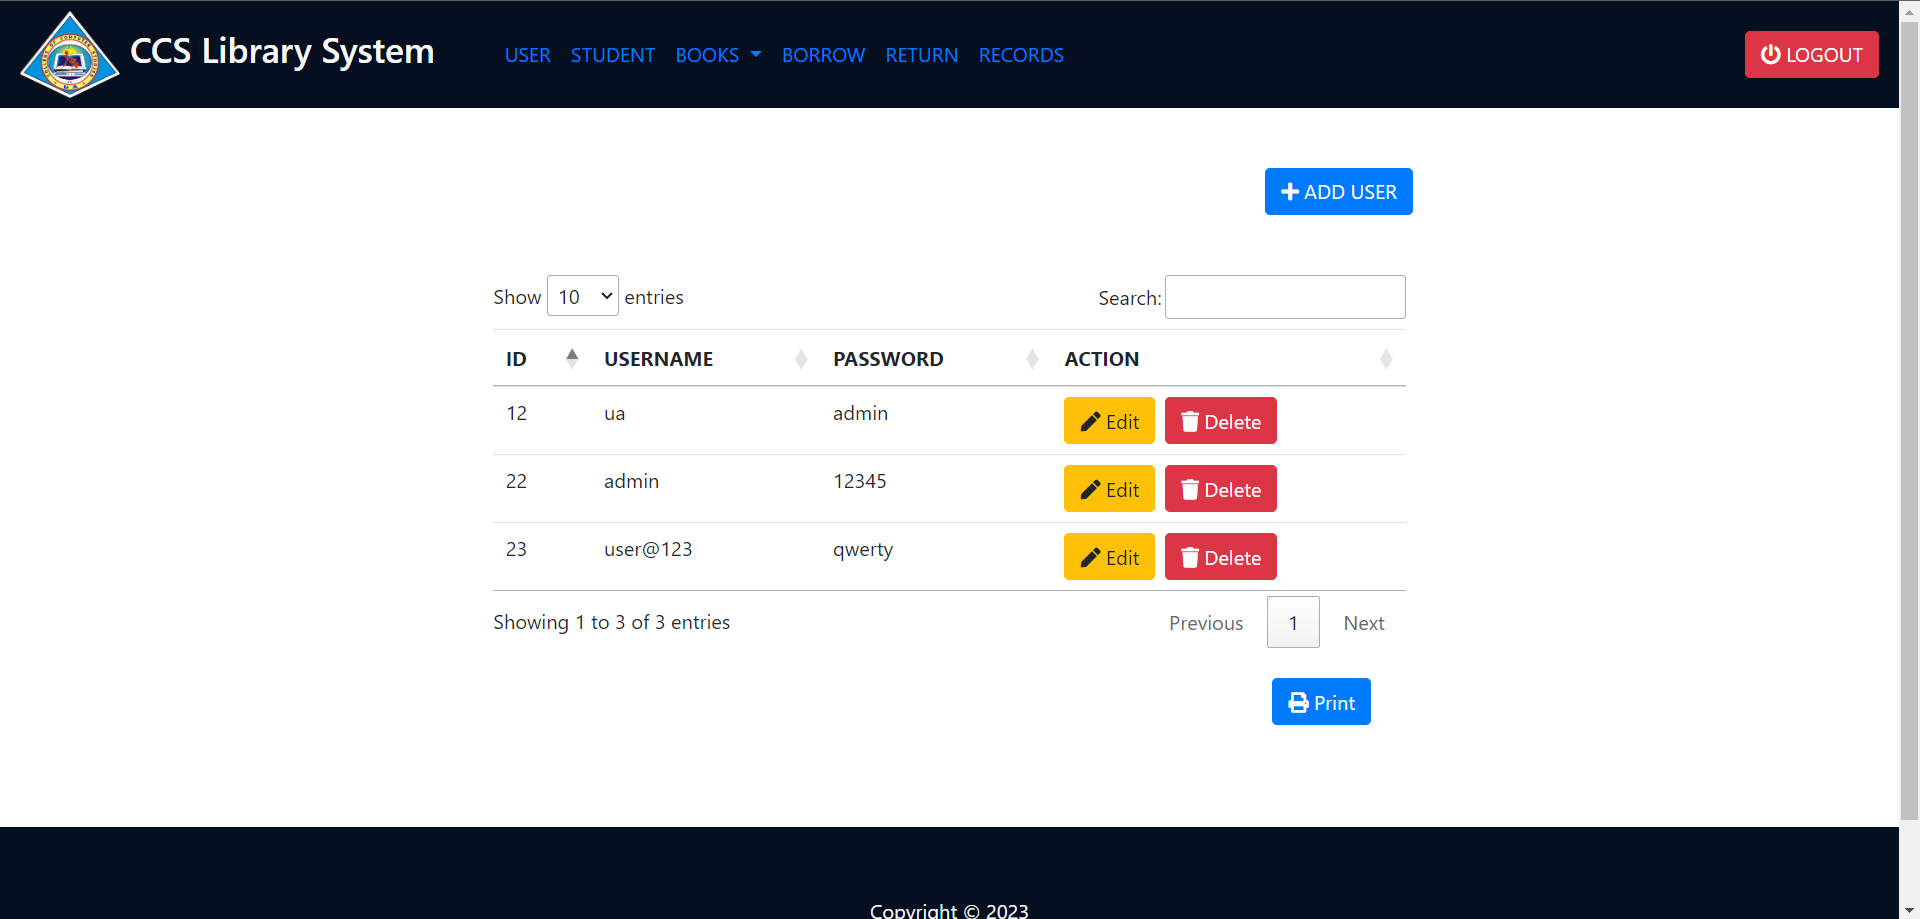 CCS Library System
USER STUDENT BOOKS BORROW RETURN RECORDS
LOGOUT
ADD USER
Show 10 entries
Search:
ID USERNAME PASSWORD ACTION
12 ua admin Edit Delete
22 admin 12345 Edit Delete
23 user@123 qwerty Edit Delete
Showing 1 to 3 of 3 entries
Previous 1 Next
Print
Copyright © 2023